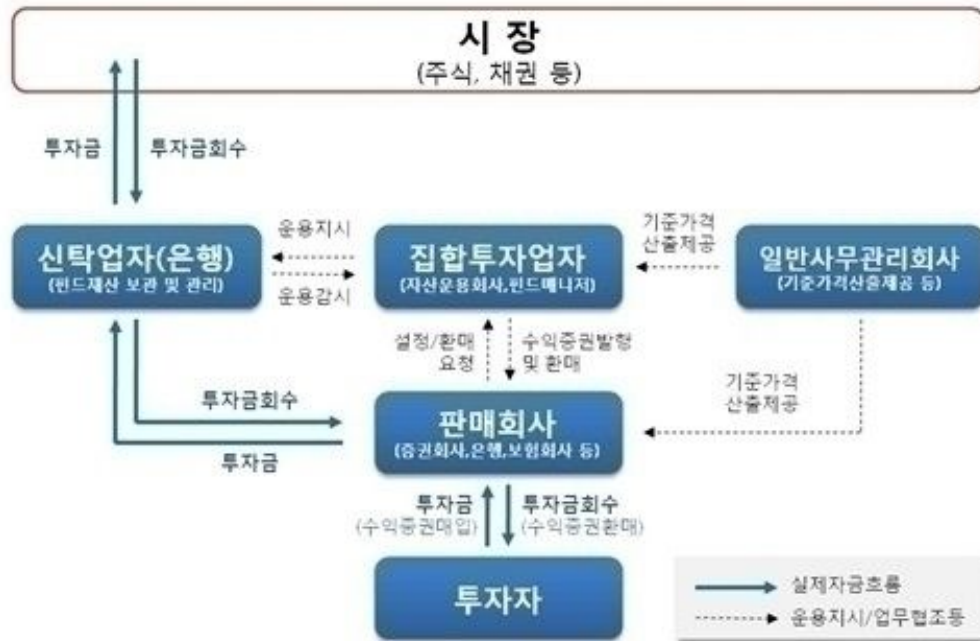 시 장
(주식, 채권 등)
투자금
투자금회수
신탁업자(은행)
(펀드재산 보관 및 관리)
운용지시
운용감시
집합투자업자
(자산운용회사,펀드매니저)
기준가격
산출제공
일반사무관리회사
(기준가격산출제공 등)
설정/환매
요청
수익증권발행
및 환매
기준가격
산출제공
투자금회수
투자금
판매회사
(증권회사,은행,보험회사 등)
투자금
(수익증권매입)
투자금회수
(수익증권환매)
투자자
실제자금흐름
운용지시/업무협조등